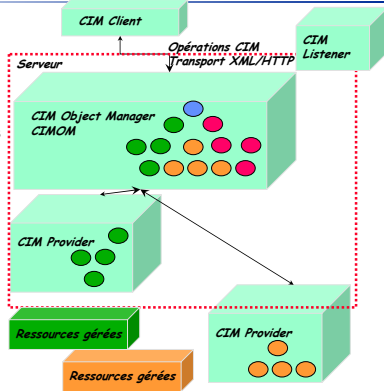 CIM Client
Opérations CIM
Transport XML/HTTP
CIM
Listener
Serveur
CIM Object Manager
CIMOM
CIM Provider
Ressources gérées
CIM Provider
Ressources gérées